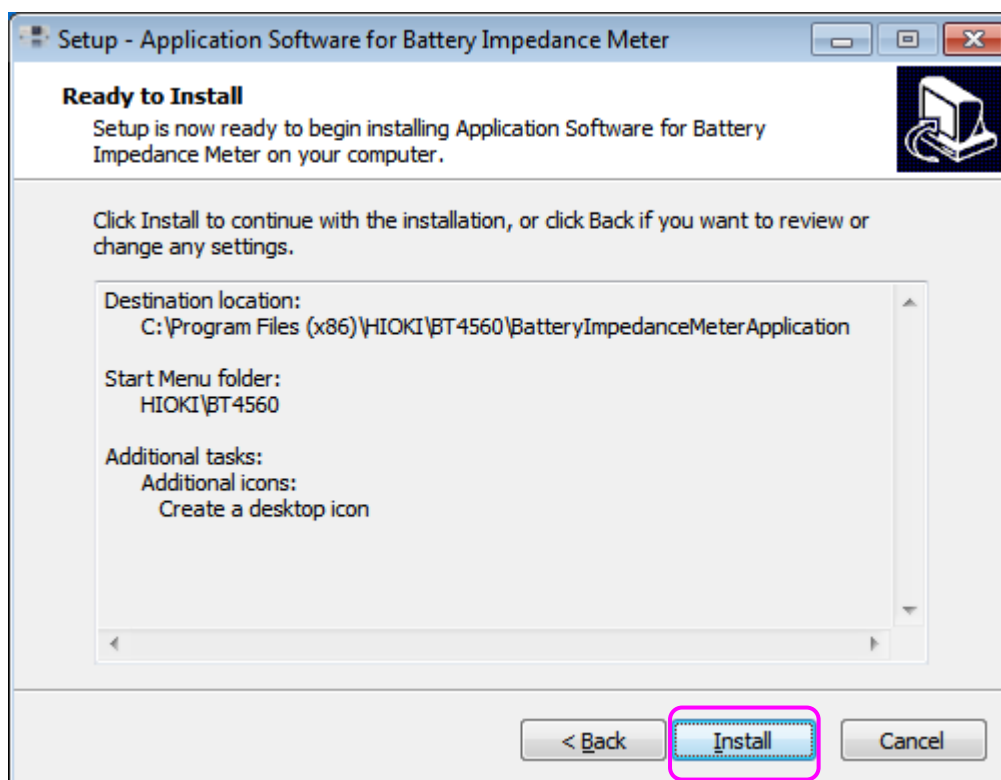 Setup - Application Software for Battery Impedance Meter
Ready to Install
Setup is now ready to begin installing Application Software for Battery
Impedance Meter on your computer.
Click Install to continue with the installation, or click Back if you want to review or
change any settings.
Destination location:
C:\Program Files (x86)\HIOKI\BT4560\BatteryImpedanceMeterApplication
Start Menu folder:
HIOKI\BT4560
Additional tasks:
Additional icons:
Create a desktop icon
< Back
Install
Cancel